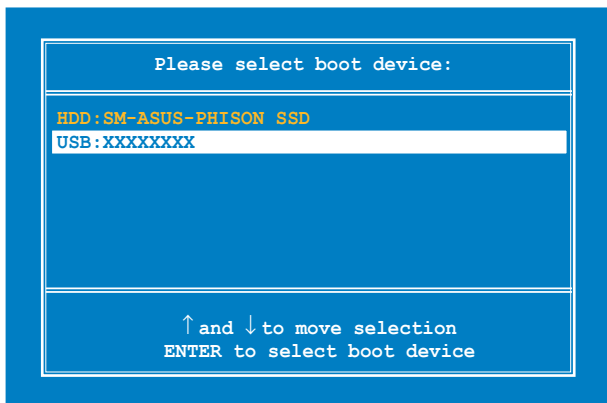 Please select boot device:
HDD:SM-ASUS-PHISON SSD
USB:XXXXXXXX
↑ and ↓ to move selection
ENTER to select boot device